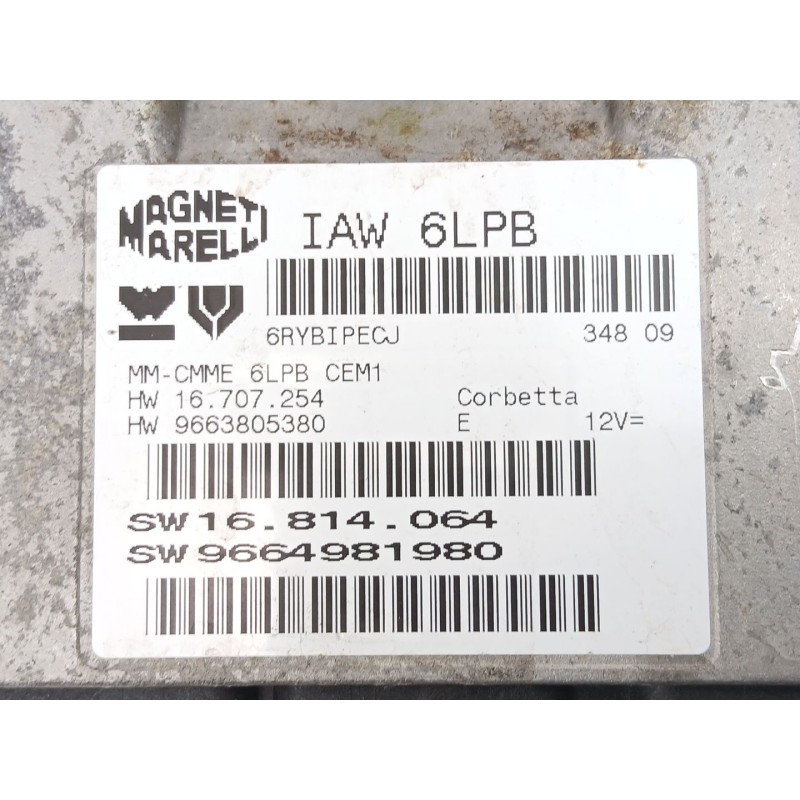 MAGNETI
MARELLI
IAW 6LPB
6RYBIPECJ 348 09
MM-CMME 6LPB CEM1
HW 16.707.254 Corbetta
HW 9663805380 E 12V=
SW16.814.064
SW9664981980